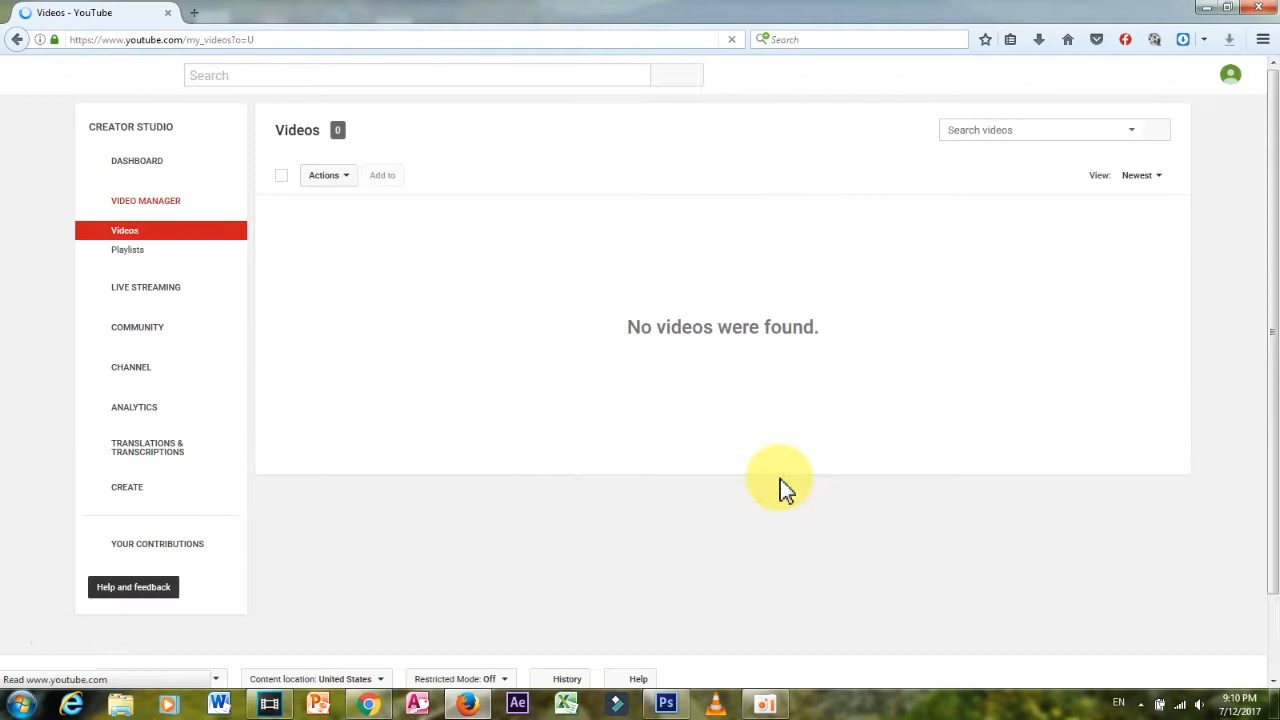 Videos - YouTube
https://www.youtube.com/my_videos?o=U
Search
Search
CREATOR STUDIO
DASHBOARD
VIDEO MANAGER
Videos
Playlists
LIVE STREAMING
COMMUNITY
CHANNEL
ANALYTICS
TRANSLATIONS &
TRANSCRIPTIONS
CREATE
YOUR CONTRIBUTIONS
Help and feedback
Videos 0
Search videos
Actions Add to
View: Newest
No videos were found.
Read www.youtube.com
Content location: United States Restricted Mode: Off History Help
W P A Ae X Ps
EN 9:10 PM
7/12/2017